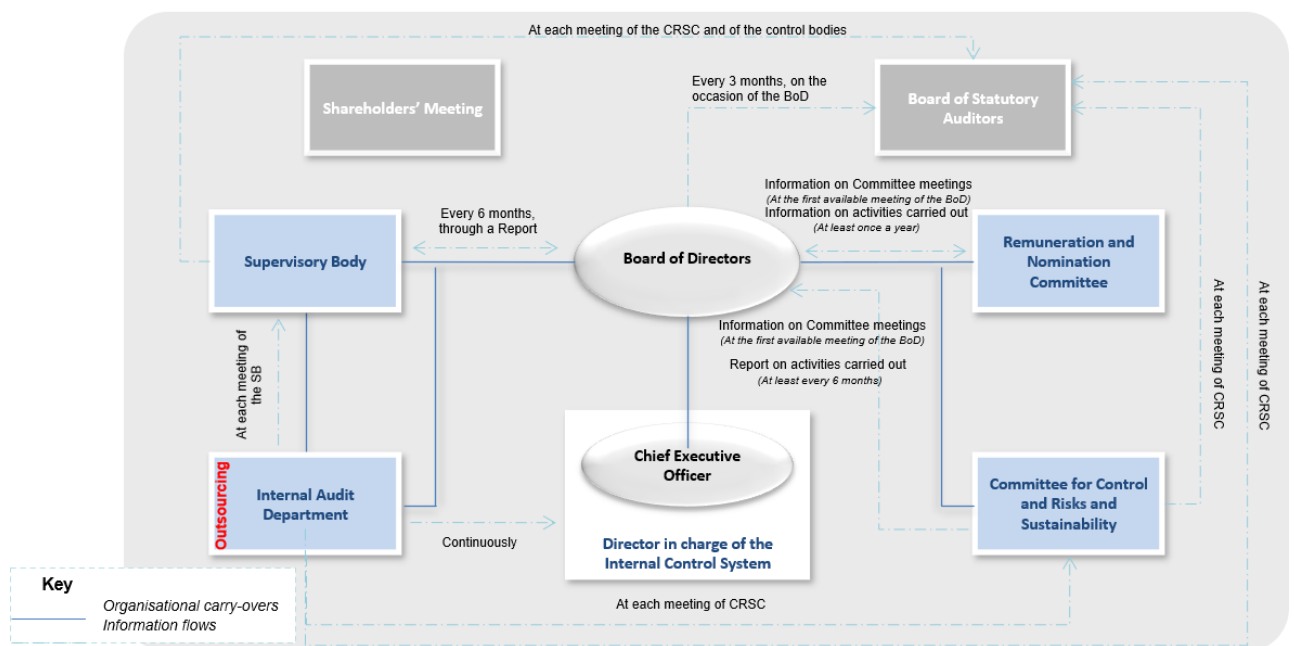 At each meeting of the CRSC and of the control bodies
Shareholders' Meeting
Every 3 months, on the
occasion of the BoD
Board of Statutory
Auditors
Information on Committee meetings
(At the first available meeting of the BoD)
Information on activities carried out
(At least once a year)
Every 6 months,
through a Report
Supervisory Body
Board of Directors
Remuneration and
Nomination
Committee
Information on Committee meetings
(At the first available meeting of the BoD)
Report on activities carried out
(At least every 6 months)
At each meeting of
the SB
At each meeting of CRSC
At each meeting of CRSC
Outsourcing
Internal Audit
Department
Continuously
Chief Executive
Officer
Director in charge of the
Internal Control System
Committee for Control
and Risks and
Sustainability
At each meeting of CRSC
Key
Organisational carry-overs
Information flows